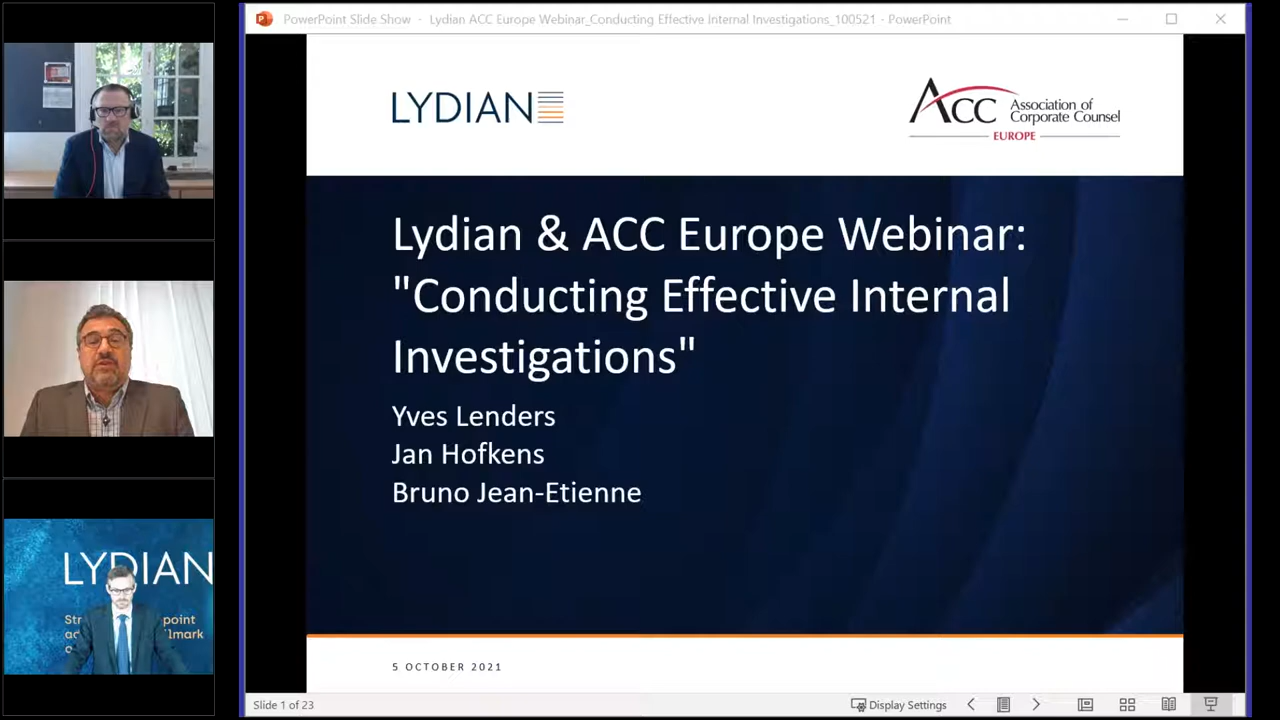 PowerPoint Slide Show - Lydian ACC Europe Webinar_Conducting Effective Internal Investigations_100521 - PowerPoint
LYDIAN
ACC Association of
Corporate Counsel
EUROPE
Lydian & ACC Europe Webinar:
"Conducting Effective Internal
Investigations"
Yves Lenders
Jan Hofkens
Bruno Jean-Etienne
5 OCTOBER 2021
Slide 1 of 23
Display Settings
LYDIAN
point